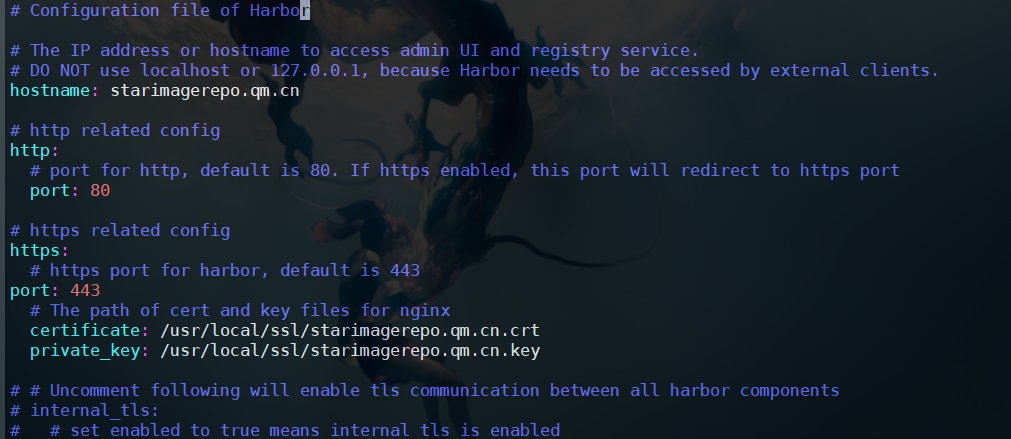 # Configuration file of Harbor
# The IP address or hostname to access admin UI and registry service.
# DO NOT use localhost or 127.0.0.1, because Harbor needs to be accessed by external clients.
hostname: starimagerepo.qm.cn
# http related config
http:
  # port for http, default is 80. If https enabled, this port will redirect to https port
  port: 80
# https related config
https:
  # https port for harbor, default is 443
port: 443
  # The path of cert and key files for nginx
  certificate: /usr/local/ssl/starimagerepo.qm.cn.crt
  private_key: /usr/local/ssl/starimagerepo.qm.cn.key
# # Uncomment following will enable tls communication between all harbor components
# internal_tls:
#   # set enabled to true means internal tls is enabled